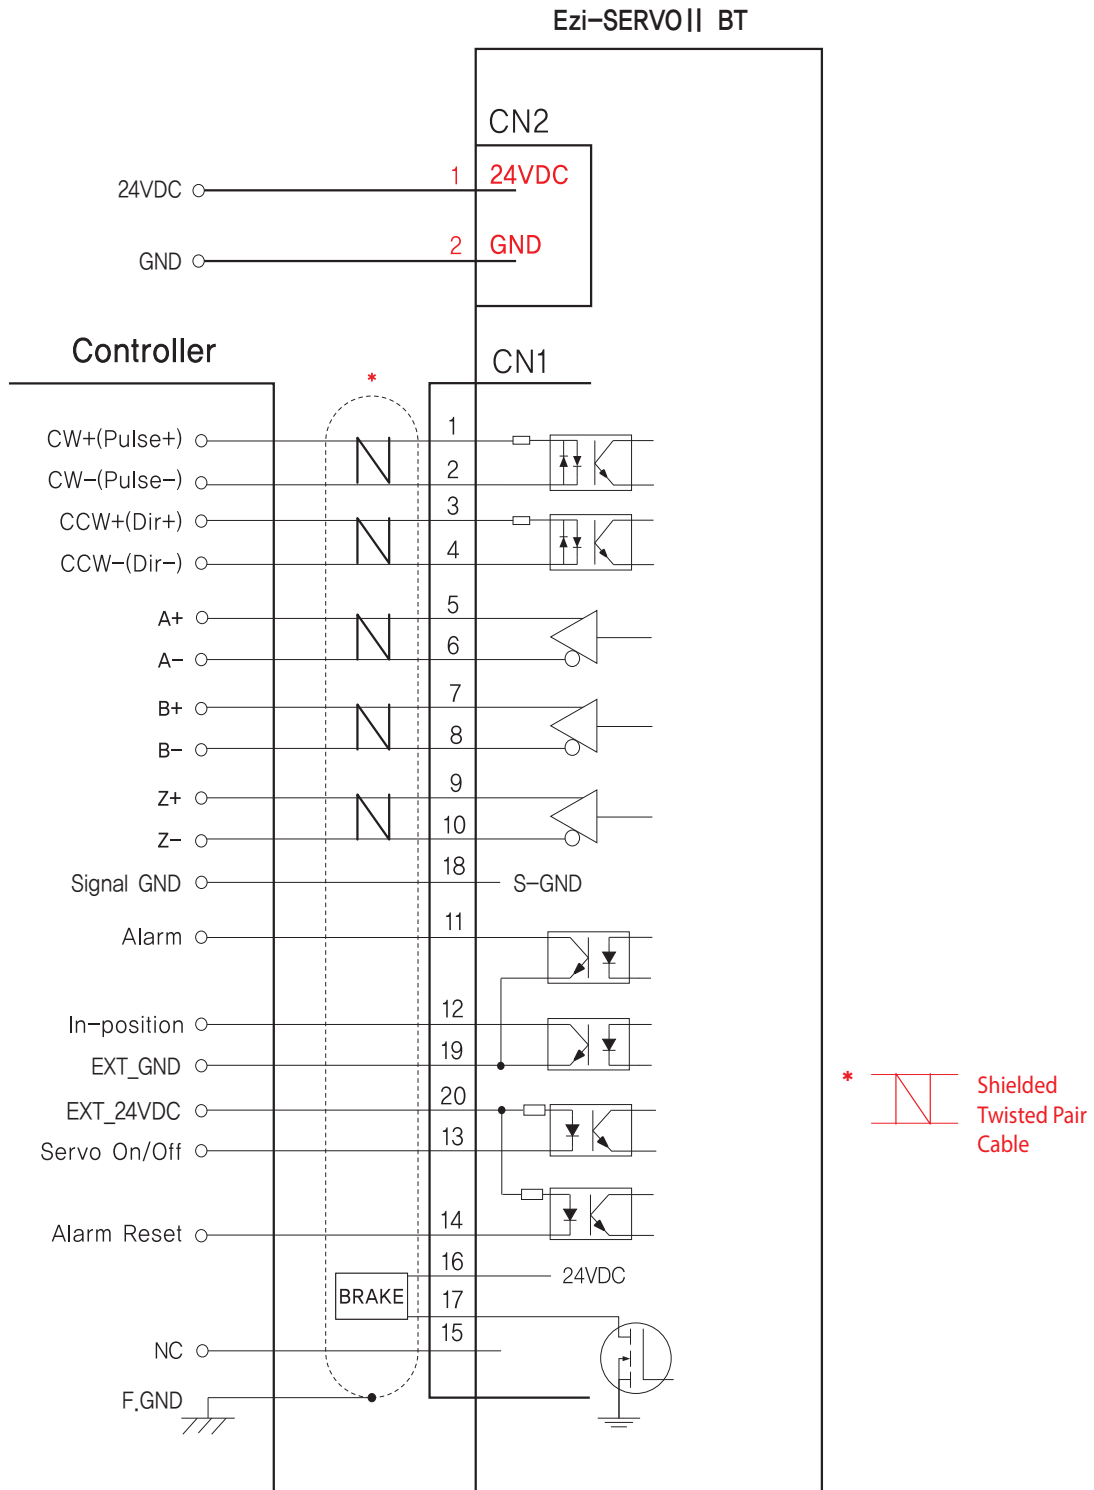 Ezi-SERVOII BT
CN2
24VDC 1 24VDC
GND 2 GND
Controller
CN1
*
CW+(Pulse+) 1
CW-(Pulse-) 2
CCW+(Dir+) 3
CCW-(Dir-) 4
A+ 5
A- 6
B+ 7
B- 8
Z+ 9
Z- 10
Signal GND 18 S-GND
Alarm 11
In-position 12
EXT_GND 19
EXT_24VDC 20
Servo On/Off 13
Alarm Reset 14
16 24VDC
BRAKE 17
NC 15
F.GND
* Shielded
Twisted Pair
Cable